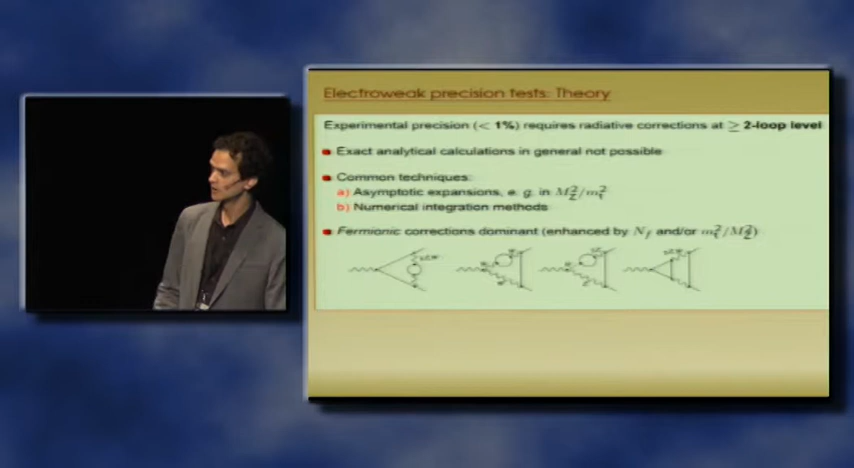 Electroweak precision tests: Theory
Experimental precision (< 1%) requires radiative corrections at ≥ 2-loop level
Exact analytical calculations in general not possible
Common techniques:
a) Asymptotic expansions, e. g. in M_Z^2/m_t^2
b) Numerical integration methods
Fermionic corrections dominant (enhanced by N_f and/or m_t^2/M_Z^2)